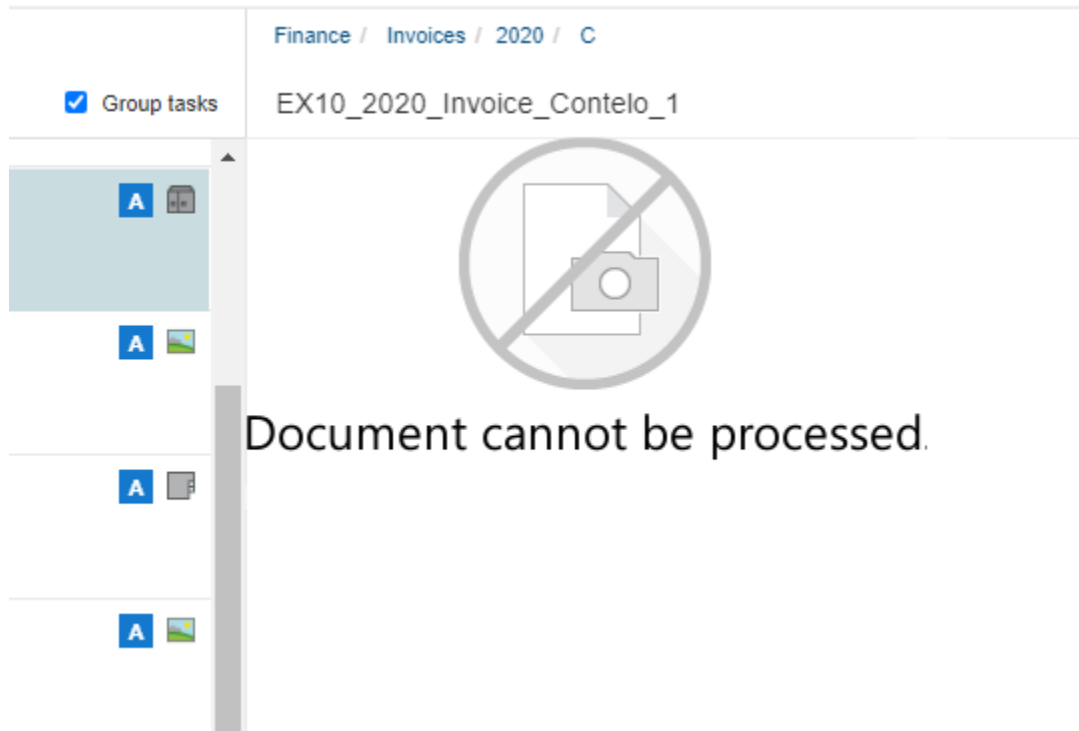 Finance / Invoices / 2020 / C
Group tasks
EX10_2020_Invoice_Contelo_1
A
A
Document cannot be processed.
A
A